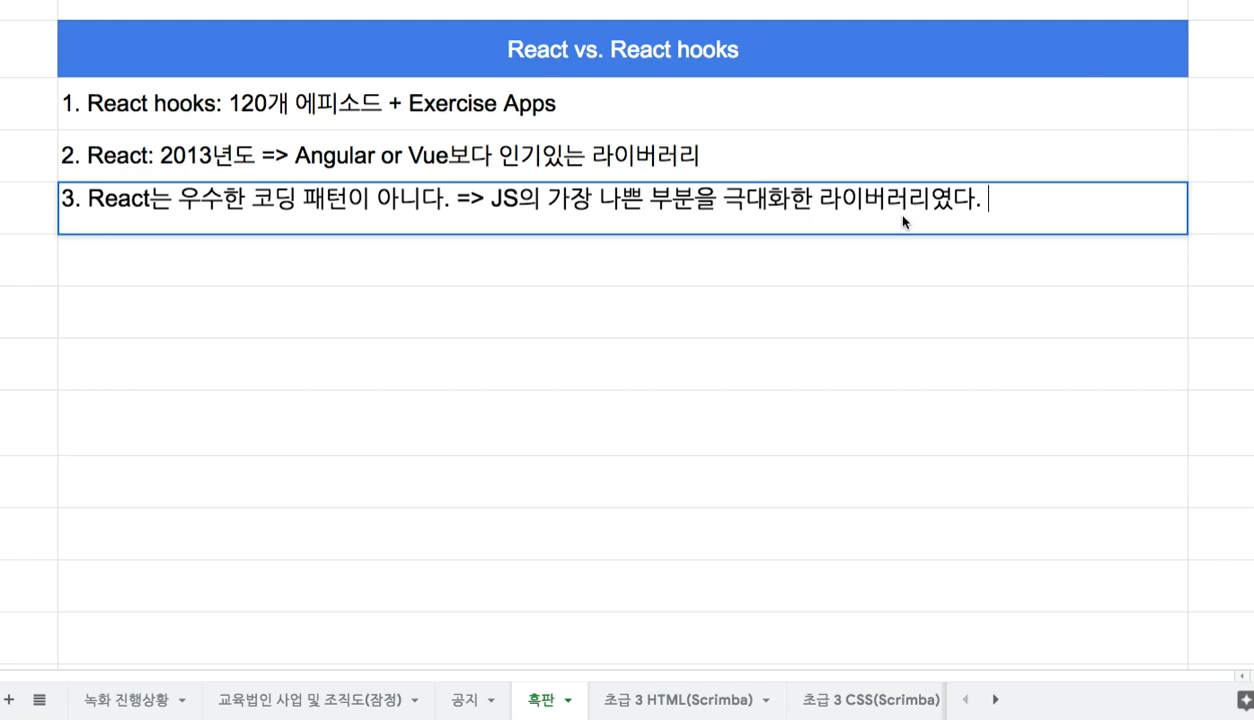 React vs. React hooks
1. React hooks: 120개 에피소드 + Exercise Apps
2. React: 2013년도 => Angular or Vue보다 인기있는 라이버러리
3. React는 우수한 코딩 패턴이 아니다. => JS의 가장 나쁜 부분을 극대화한 라이버러리였다.
녹화 진행상황 교육법인 사업 및 조직도(잠정) 공지 흑판 초급 3 HTML(Scrimba) 초급 3 CSS(Scrimba)